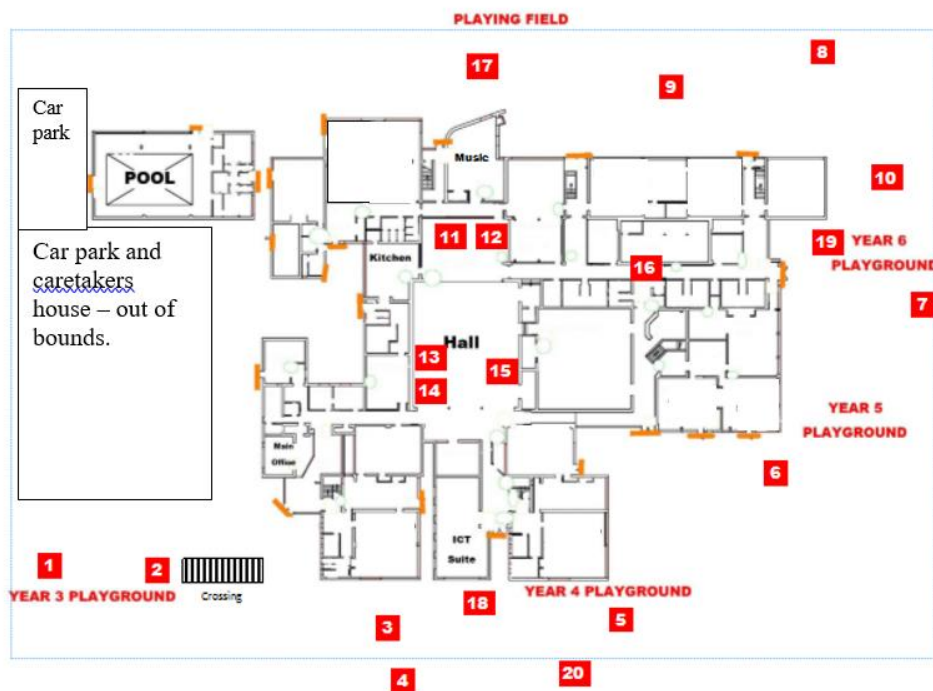 PLAYING FIELD
8
17
9
Car
park
Music
POOL
10
11
12
19
YEAR 6
PLAYGROUND
Car park and
caretakers
house – out of
bounds.
Kitchen
16
7
Hall
13
15
14
YEAR 5
PLAYGROUND
Main
Office
6
ICT
Suite
1
2
Crossing
YEAR 3 PLAYGROUND
18
YEAR 4 PLAYGROUND
3
5
4
20